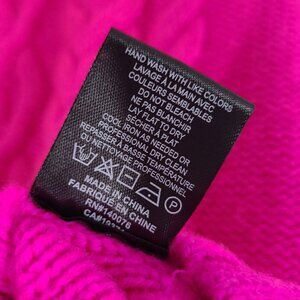 HAND WASH WITH LIKE COLORS
LAVAGE À LA MAIN AVEC
COULEURS SEMBLABLES
DO NOT BLEACH
NE PAS BLANCHIR
LAY FLAT TO DRY
SÉCHER À PLAT
COOL IRON AS NEEDED OR
PROFESSIONAL DRY CLEAN
REPASSER À BASSE TEMPÉRATURE
NETTOYAGE PROFESSIONNEL
P
MADE IN CHINA
FABRIQUÉ EN CHINE
RN#140076